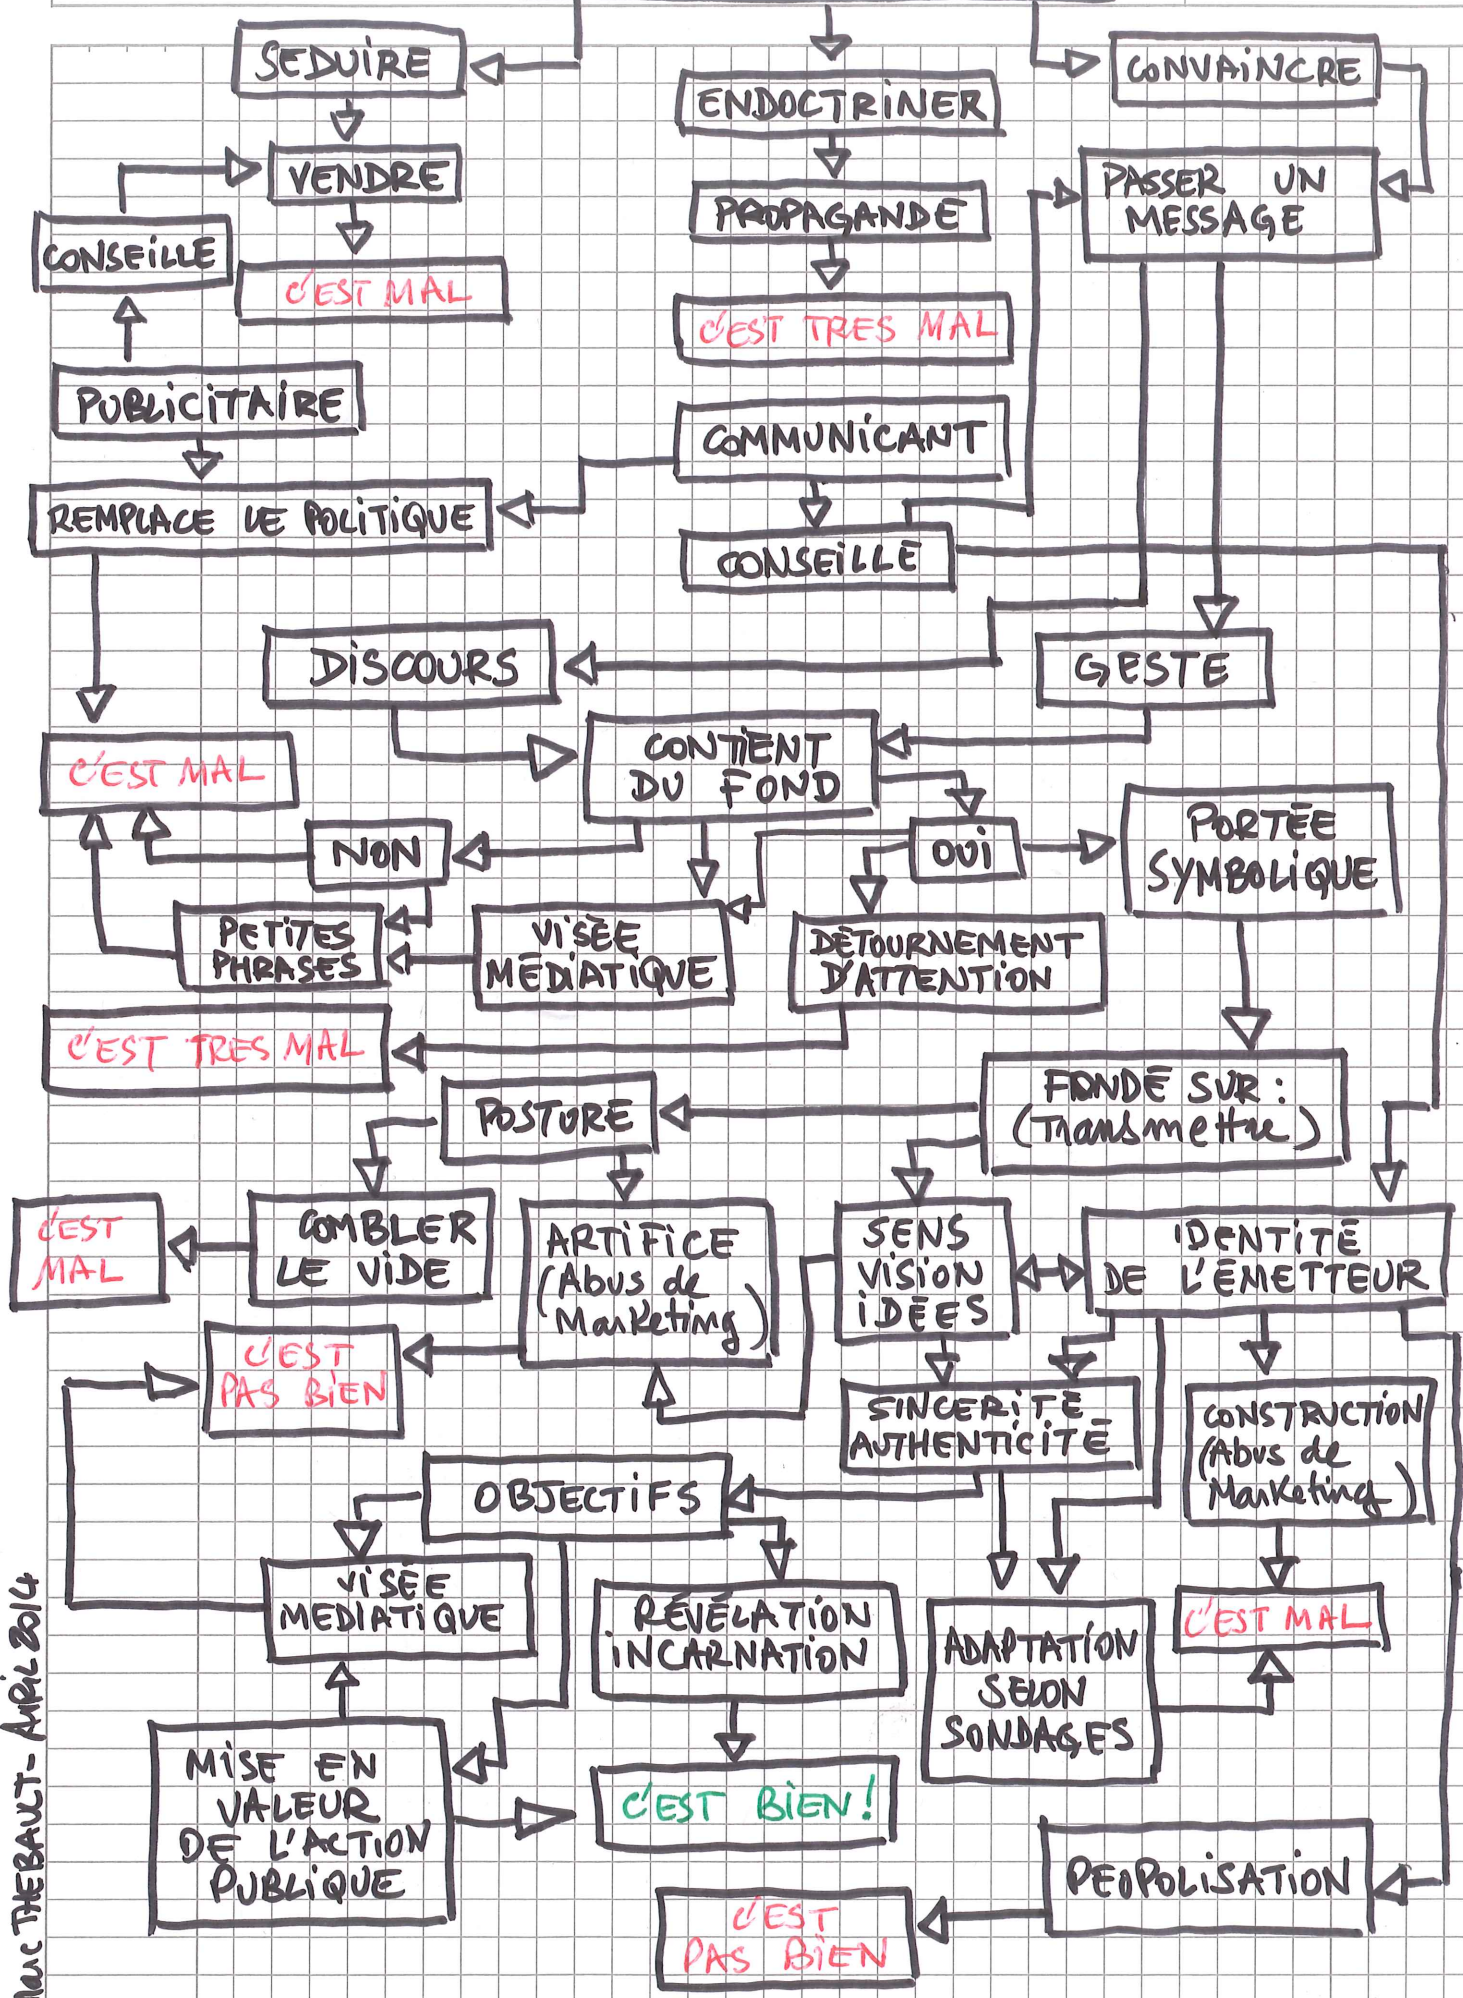 SEDUIRE
ENDOCTRINER
CONVAINCRE
VENDRE
PROPAGANDE
PASSER UN
MESSAGE
CONSEILLE
C'EST MAL
C'EST TRES MAL
PUBLICITAIRE
COMMUNICANT
REMPLACE LE POLITIQUE
CONSEILLE
DISCOURS
GESTE
C'EST MAL
CONTIENT
DU FOND
NON
OUI
PORTÉE
SYMBOLIQUE
PETITES
PHRASES
VISÉE
MÉDIATIQUE
DÉTOURNEMENT
D'ATTENTION
C'EST TRES MAL
POSTURE
FONDÉ SUR :
(Transmettre)
C'EST
MAL
COMBLER
LE VIDE
ARTIFICE
(Abus de
Marketing)
SENS
VISION
IDÉES
IDENTITÉ
DE L'ÉMETTEUR
C'EST
PAS BIEN
SINCERITÉ
AUTHENTICITÉ
CONSTRUCTION
(Abus de
Marketing)
OBJECTIFS
VISÉE
MEDIATIQUE
RÉVÉLATION
INCARNATION
ADAPTATION
SELON
SONDAGES
C'EST MAL
MISE EN
VALEUR
DE L'ACTION
PUBLIQUE
C'EST BIEN !
PEOPOLISATION
C'EST
PAS BIEN
Marc THEBAULT - AVRIL 2014